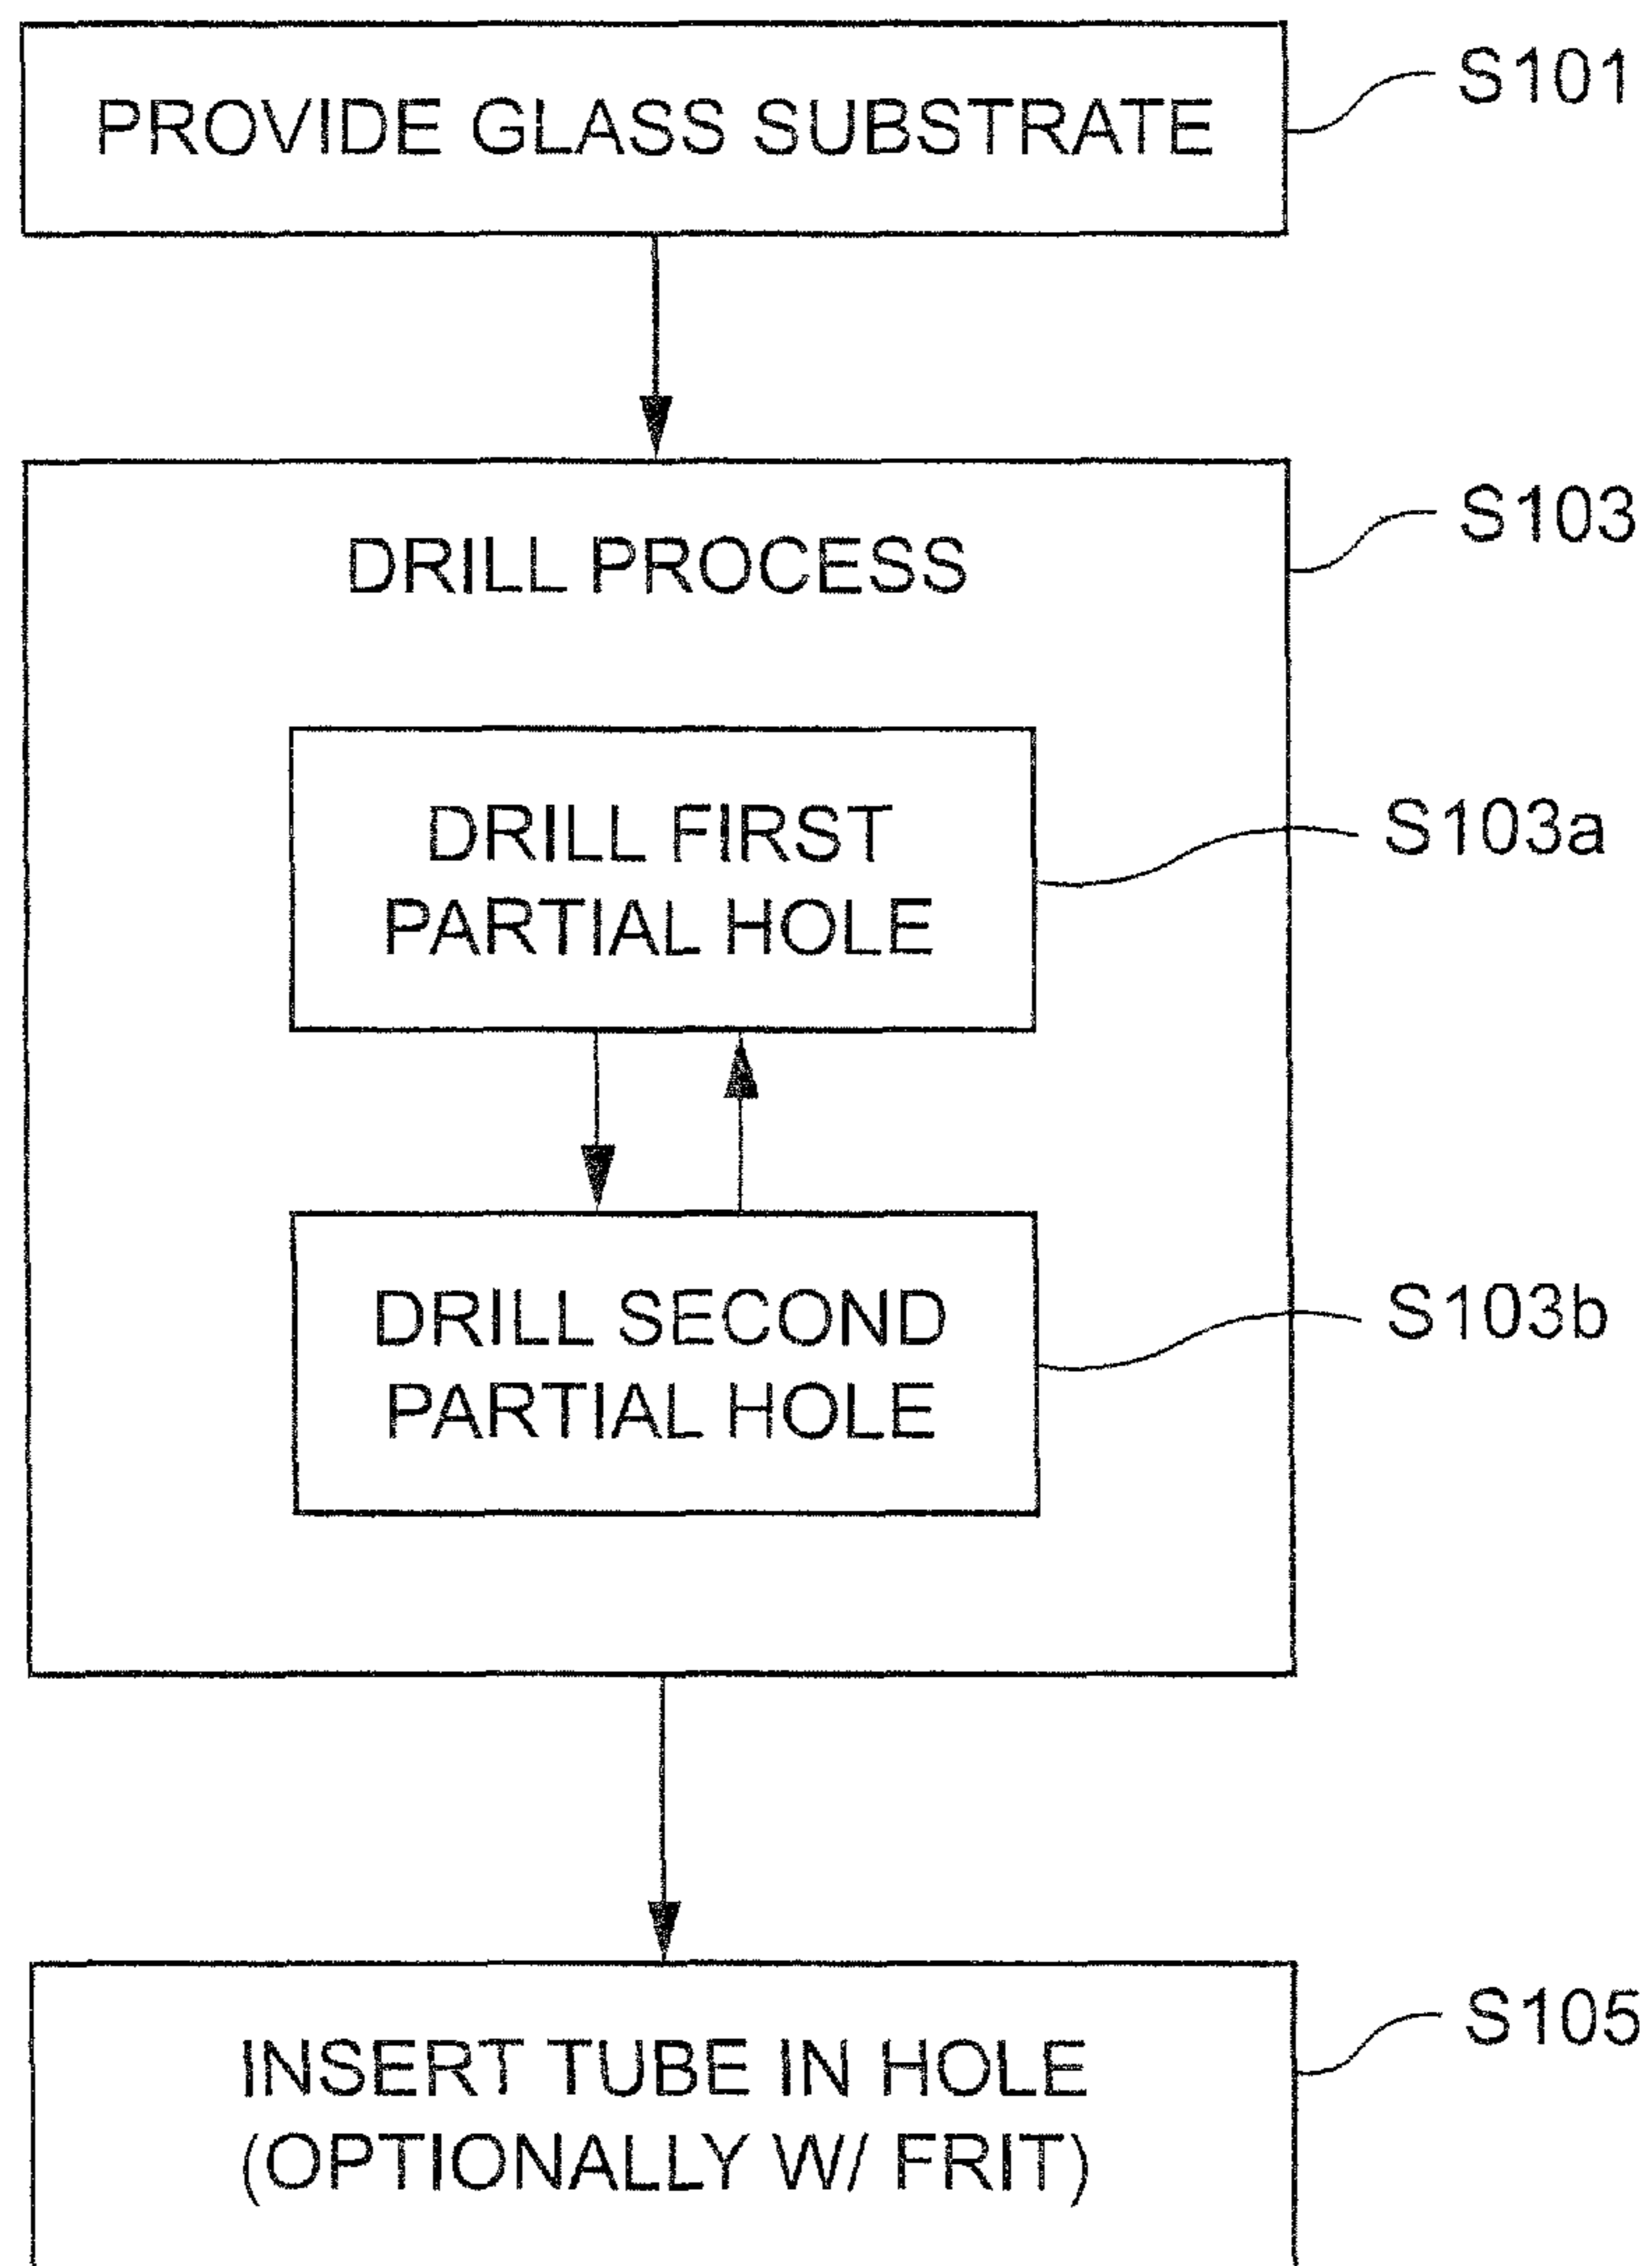 PROVIDE GLASS SUBSTRATE
S101
DRILL PROCESS
S103
DRILL FIRST
PARTIAL HOLE
S103a
DRILL SECOND
PARTIAL HOLE
S103b
INSERT TUBE IN HOLE
(OPTIONALLY W/ FRIT)
S105